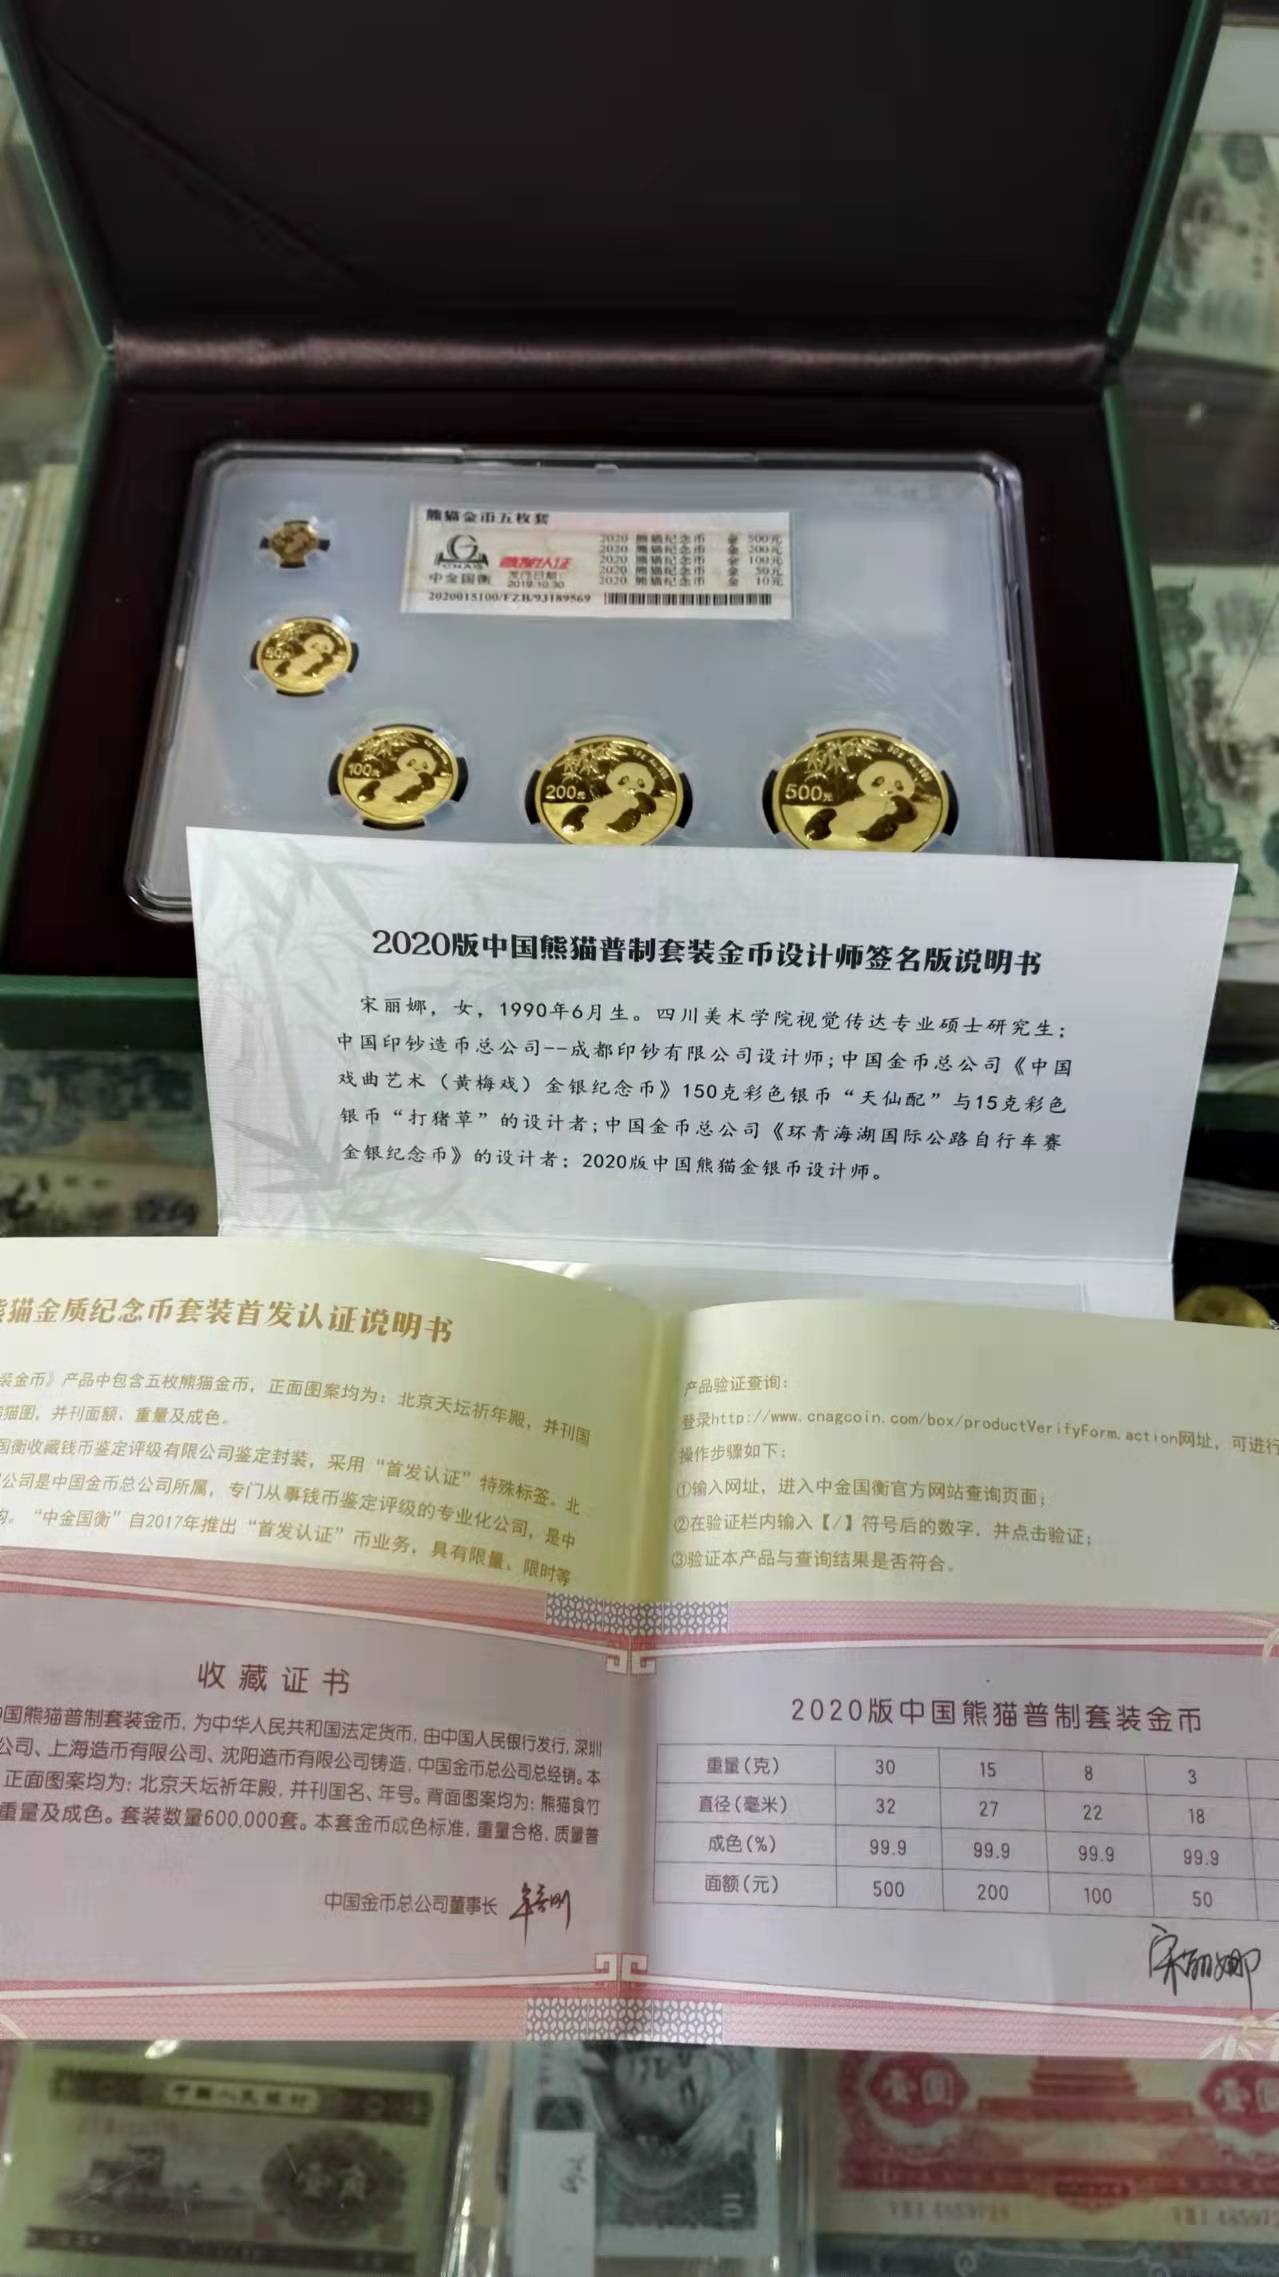 熊猫金币五枚套
CNAG
中金国衡
首发认证
发行日期：
2019.10.30
2020 熊猫纪念币 金 500元
2020 熊猫纪念币 金 200元
2020 熊猫纪念币 金 100元
2020 熊猫纪念币 金 50元
2020 熊猫纪念币 金 10元
2020015100/FZB/93189569
50元
100元
200元
500元
2020版中国熊猫普制套装金币设计师签名版说明书
宋丽娜，女，1990年6月生。四川美术学院视觉传达专业硕士研究生；
中国印钞造币总公司--成都印钞有限公司设计师；中国金币总公司《中国
戏曲艺术（黄梅戏）金银纪念币》150克彩色银币“天仙配”与15克彩色
银币“打猪草”的设计者；中国金币总公司《环青海湖国际公路自行车赛
金银纪念币》的设计者；2020版中国熊猫金银币设计师。
熊猫金质纪念币套装首发认证说明书
装金币》产品中包含五枚熊猫金币，正面图案均为：北京天坛祈年殿，并刊国
猫图，并刊面额、重量及成色。
国衡收藏钱币鉴定评级有限公司鉴定封装，采用“首发认证”特殊标签。北
公司是中国金币总公司所属，专门从事钱币鉴定评级的专业化公司，是中
“中金国衡”自2017年推出“首发认证”币业务，具有限量、限时等
产品验证查询：
登录http://www.cnagcoin.com/box/productVerifyForm.action网址，可进行
操作步骤如下：
①输入网址，进入中金国衡官方网站查询页面；
②在验证栏内输入【/】符号后的数字．并点击验证；
③验证本产品与查询结果是否符合。
收藏证书
中国熊猫普制套装金币，为中华人民共和国法定货币，由中国人民银行发行，深圳
公司、上海造币有限公司、沈阳造币有限公司铸造，中国金币总公司总经销。本
正面图案均为：北京天坛祈年殿，并刊国名、年号。背面图案均为：熊猫食竹
重量及成色。套装数量600,000套。本套金币成色标准，重量合格，质量普
中国金币总公司董事长
2020版中国熊猫普制套装金币
重量(克) 30 15 8 3
直径(毫米) 32 27 22 18
成色(%) 99.9 99.9 99.9 99.9
面额(元) 500 200 100 50
宋丽娜
中国人民银行
壹角
10
壹圆
壹圆